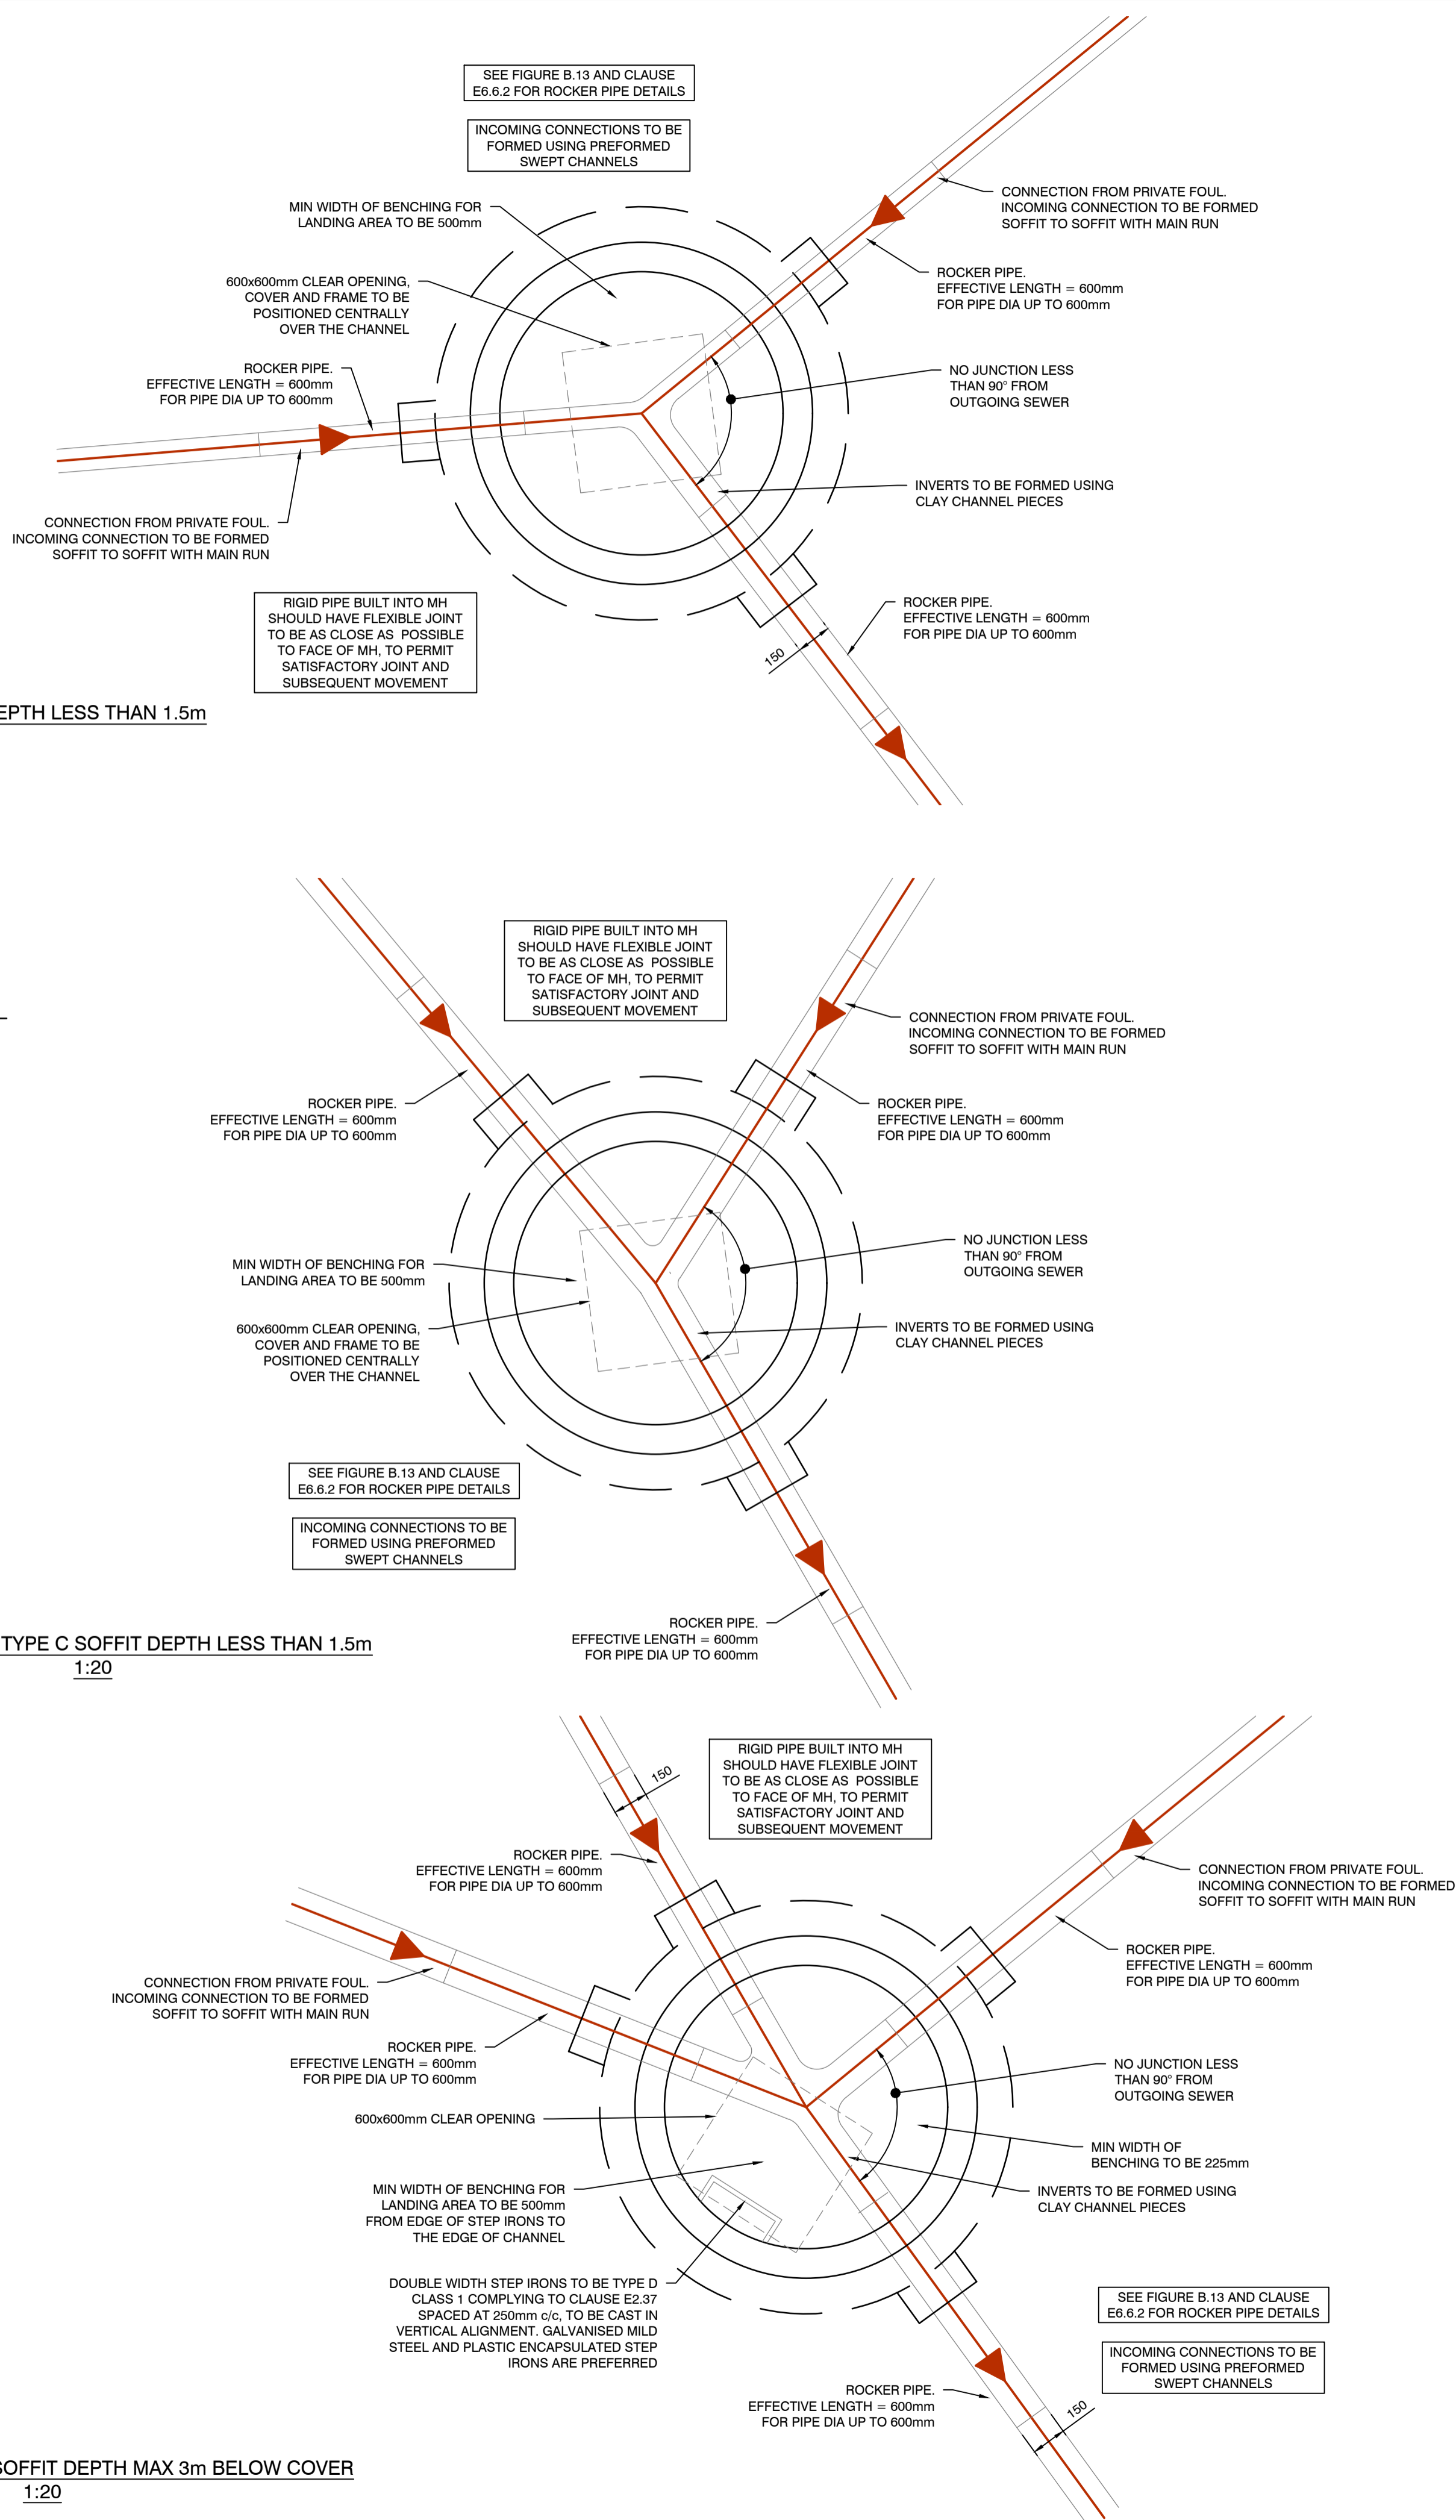 SEE FIGURE B.13 AND CLAUSE
E6.6.2 FOR ROCKER PIPE DETAILS
INCOMING CONNECTIONS TO BE
FORMED USING PREFORMED
SWEPT CHANNELS
MIN WIDTH OF BENCHING FOR
LANDING AREA TO BE 500mm
CONNECTION FROM PRIVATE FOUL.
INCOMING CONNECTION TO BE FORMED
SOFFIT TO SOFFIT WITH MAIN RUN
600x600mm CLEAR OPENING,
COVER AND FRAME TO BE
POSITIONED CENTRALLY
OVER THE CHANNEL
ROCKER PIPE.
EFFECTIVE LENGTH = 600mm
FOR PIPE DIA UP TO 600mm
ROCKER PIPE.
EFFECTIVE LENGTH = 600mm
FOR PIPE DIA UP TO 600mm
NO JUNCTION LESS
THAN 90° FROM
OUTGOING SEWER
INVERTS TO BE FORMED USING
CLAY CHANNEL PIECES
CONNECTION FROM PRIVATE FOUL.
INCOMING CONNECTION TO BE FORMED
SOFFIT TO SOFFIT WITH MAIN RUN
RIGID PIPE BUILT INTO MH
SHOULD HAVE FLEXIBLE JOINT
TO BE AS CLOSE AS POSSIBLE
TO FACE OF MH, TO PERMIT
SATISFACTORY JOINT AND
SUBSEQUENT MOVEMENT
ROCKER PIPE.
EFFECTIVE LENGTH = 600mm
FOR PIPE DIA UP TO 600mm
150
EPTH LESS THAN 1.5m
RIGID PIPE BUILT INTO MH
SHOULD HAVE FLEXIBLE JOINT
TO BE AS CLOSE AS POSSIBLE
TO FACE OF MH, TO PERMIT
SATISFACTORY JOINT AND
SUBSEQUENT MOVEMENT
CONNECTION FROM PRIVATE FOUL.
INCOMING CONNECTION TO BE FORMED
SOFFIT TO SOFFIT WITH MAIN RUN
ROCKER PIPE.
EFFECTIVE LENGTH = 600mm
FOR PIPE DIA UP TO 600mm
ROCKER PIPE.
EFFECTIVE LENGTH = 600mm
FOR PIPE DIA UP TO 600mm
MIN WIDTH OF BENCHING FOR
LANDING AREA TO BE 500mm
NO JUNCTION LESS
THAN 90° FROM
OUTGOING SEWER
600x600mm CLEAR OPENING,
COVER AND FRAME TO BE
POSITIONED CENTRALLY
OVER THE CHANNEL
INVERTS TO BE FORMED USING
CLAY CHANNEL PIECES
SEE FIGURE B.13 AND CLAUSE
E6.6.2 FOR ROCKER PIPE DETAILS
INCOMING CONNECTIONS TO BE
FORMED USING PREFORMED
SWEPT CHANNELS
ROCKER PIPE.
EFFECTIVE LENGTH = 600mm
FOR PIPE DIA UP TO 600mm
TYPE C SOFFIT DEPTH LESS THAN 1.5m
1:20
RIGID PIPE BUILT INTO MH
SHOULD HAVE FLEXIBLE JOINT
TO BE AS CLOSE AS POSSIBLE
TO FACE OF MH, TO PERMIT
SATISFACTORY JOINT AND
SUBSEQUENT MOVEMENT
150
ROCKER PIPE.
EFFECTIVE LENGTH = 600mm
FOR PIPE DIA UP TO 600mm
CONNECTION FROM PRIVATE FOUL.
INCOMING CONNECTION TO BE FORMED
SOFFIT TO SOFFIT WITH MAIN RUN
ROCKER PIPE.
EFFECTIVE LENGTH = 600mm
FOR PIPE DIA UP TO 600mm
CONNECTION FROM PRIVATE FOUL.
INCOMING CONNECTION TO BE FORMED
SOFFIT TO SOFFIT WITH MAIN RUN
ROCKER PIPE.
EFFECTIVE LENGTH = 600mm
FOR PIPE DIA UP TO 600mm
NO JUNCTION LESS
THAN 90° FROM
OUTGOING SEWER
600x600mm CLEAR OPENING
MIN WIDTH OF
BENCHING TO BE 225mm
MIN WIDTH OF BENCHING FOR
LANDING AREA TO BE 500mm
FROM EDGE OF STEP IRONS TO
THE EDGE OF CHANNEL
INVERTS TO BE FORMED USING
CLAY CHANNEL PIECES
DOUBLE WIDTH STEP IRONS TO BE TYPE D
CLASS 1 COMPLYING TO CLAUSE E2.37
SPACED AT 250mm c/c, TO BE CAST IN
VERTICAL ALIGNMENT. GALVANISED MILD
STEEL AND PLASTIC ENCAPSULATED STEP
IRONS ARE PREFERRED
SEE FIGURE B.13 AND CLAUSE
E6.6.2 FOR ROCKER PIPE DETAILS
INCOMING CONNECTIONS TO BE
FORMED USING PREFORMED
SWEPT CHANNELS
ROCKER PIPE.
EFFECTIVE LENGTH = 600mm
FOR PIPE DIA UP TO 600mm
150
SOFFIT DEPTH MAX 3m BELOW COVER
1:20